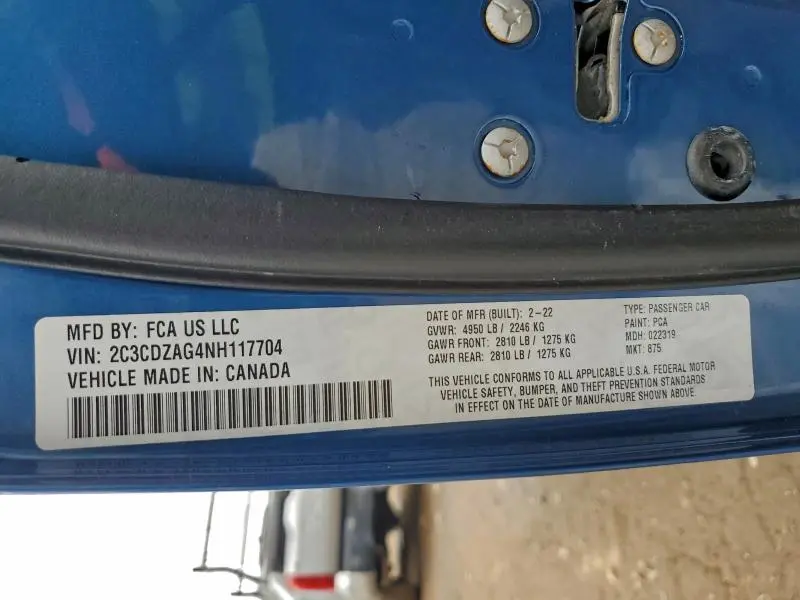 MFD BY: FCA US LLC
VIN: 2C3CDZAG4NH117704
VEHICLE MADE IN: CANADA
DATE OF MFR (BUILT): 2-22
GVWR: 4950 LB / 2246 KG
GAWR FRONT: 2810 LB / 1275 KG
GAWR REAR: 2810 LB / 1275 KG
TYPE: PASSENGER CAR
PAINT: PCA
MDH: 022319
MKT: 875
THIS VEHICLE CONFORMS TO ALL APPLICABLE U.S.A. FEDERAL MOTOR
VEHICLE SAFETY, BUMPER, AND THEFT PREVENTION STANDARDS
IN EFFECT ON THE DATE OF MANUFACTURE SHOWN ABOVE